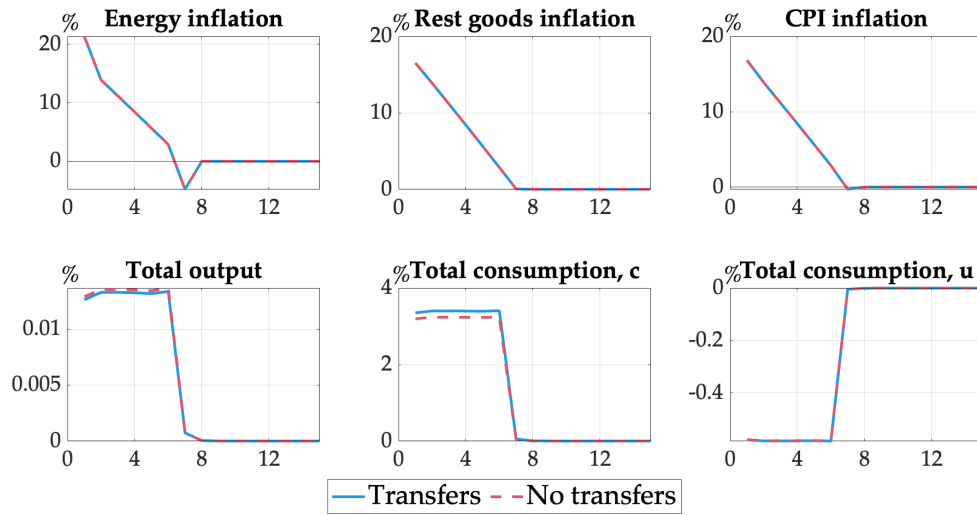 Energy inflation
%
20
10
0
0 4 8 12
Rest goods inflation
%
20
10
0
0 4 8 12
CPI inflation
%
20
10
0
0 4 8 12
Total output
%
0.01
0.005
0
0 4 8 12
Total consumption, c
%
4
2
0
0 4 8 12
Total consumption, u
%
0
-0.2
-0.4
0 4 8 12
Transfers No transfers